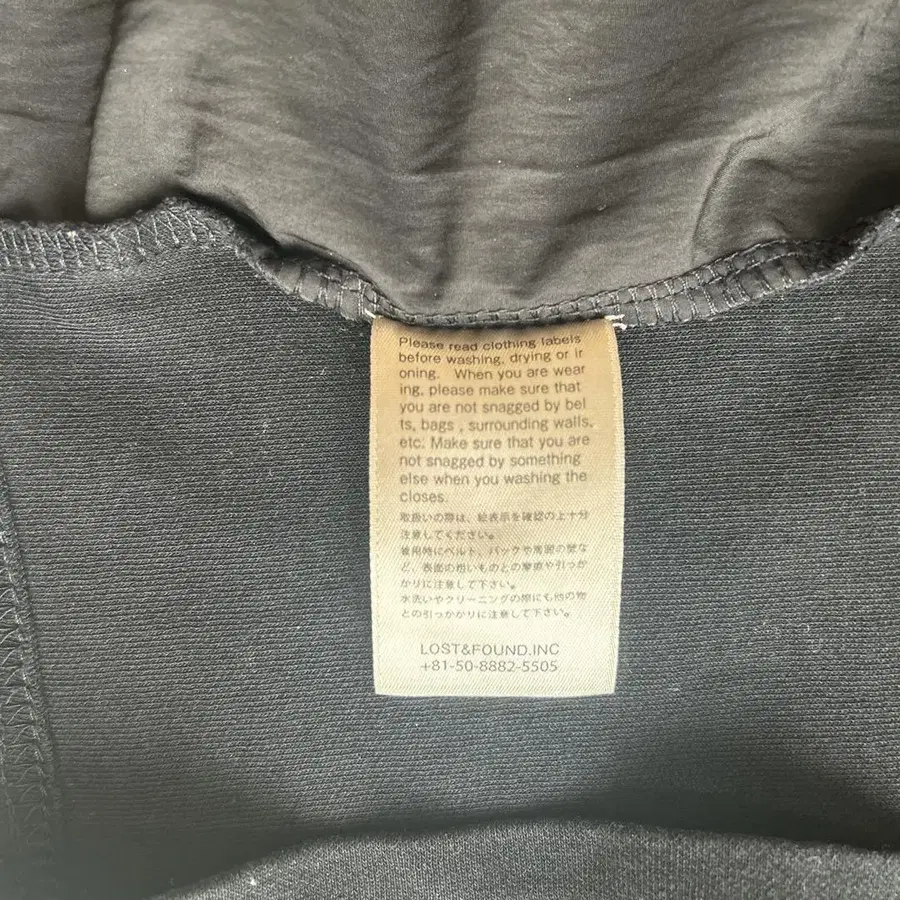 Please read clothing labels
before washing, drying or ir
oning. When you are wear
ing, please make sure that
you are not snagged by bel
ts, bags , surrounding walls,
etc. Make sure that you are
not snagged by something
else when you washing the
closes.
取扱いの際は、絵表示を確認の上十分
注意してください。
着用時にベルト、バックや周囲の壁な
ど、表面の粗いものとの摩擦や引っか
かりに注意して下さい。
水洗いやクリーニングの際にも他の物
との引っかかりに注意して下さい。
LOST&FOUND.INC
+81-50-8882-5505